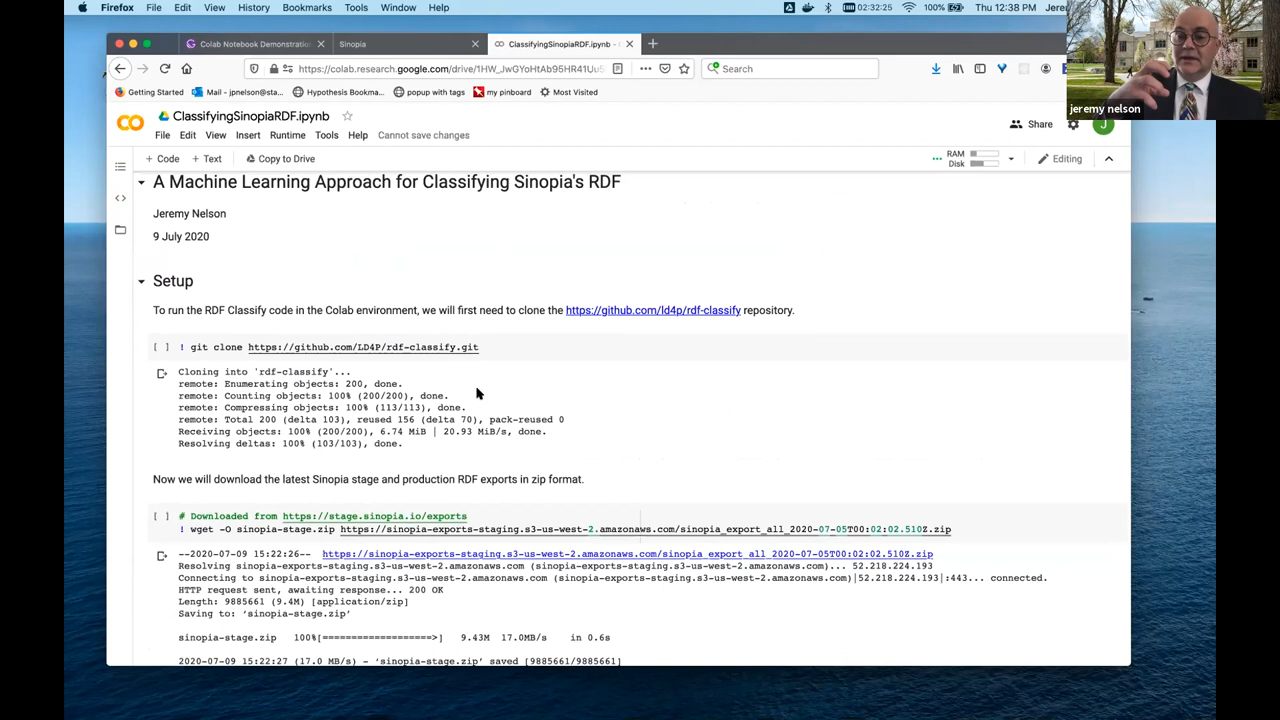 Firefox File Edit View History Bookmarks Tools Window Help 02:32:25 100% Thu 12:38 PM
Colab Notebook Demonstratio Sinopia ClassifyingSinopiaRDF.ipynb -
https://colab.research.google.com/drive/1HW_JwGYoHtAb95HR41Uu5 Search
Getting Started Mail - jpnelson@sta... Hypothesis Bookma... popup with tags my pinboard Most Visited
jeremy nelson
ClassifyingSinopiaRDF.ipynb
File Edit View Insert Runtime Tools Help Cannot save changes
Share J
+ Code + Text Copy to Drive RAM Disk Editing
A Machine Learning Approach for Classifying Sinopia's RDF
Jeremy Nelson
9 July 2020
Setup
To run the RDF Classify code in the Colab environment, we will first need to clone the https://github.com/ld4p/rdf-classify repository.
[ ] ! git clone https://github.com/LD4P/rdf-classify.git
Cloning into 'rdf-classify'...
remote: Enumerating objects: 200, done.
remote: Counting objects: 100% (200/200), done.
remote: Compressing objects: 100% (113/113), done.
remote: Total 200 (delta 103), reused 156 (delta 70), pack-reused 0
Receiving objects: 100% (200/200), 6.74 MiB | 20.93 MiB/s, done.
Resolving deltas: 100% (103/103), done.
Now we will download the latest Sinopia stage and production RDF exports in zip format.
[ ] # Downloaded from https://stage.sinopia.io/exports
! wget -O sinopia-stage.zip https://sinopia-exports-staging.s3-us-west-2.amazonaws.com/sinopia_export_all_2020-07-05T00:02:02.510Z.zip
--2020-07-09 15:22:26-- https://sinopia-exports-staging.s3-us-west-2.amazonaws.com/sinopia_export_all_2020-07-05T00:02:02.510Z.zip
Resolving sinopia-exports-staging.s3-us-west-2.amazonaws.com (sinopia-exports-staging.s3-us-west-2.amazonaws.com)... 52.218.224.193
Connecting to sinopia-exports-staging.s3-us-west-2.amazonaws.com (sinopia-exports-staging.s3-us-west-2.amazonaws.com)|52.218.224.193|:443... connected.
HTTP request sent, awaiting response... 200 OK
Length: 9885661 (9.4M) [application/zip]
Saving to: ‘sinopia-stage.zip’
sinopia-stage.zip 100%[===================>] 9.43M 17.0MB/s in 0.6s
2020-07-09 15:22:27 (17.0 MB/s) - ‘sinopia-stage.zip’ saved [9885661/9885661]